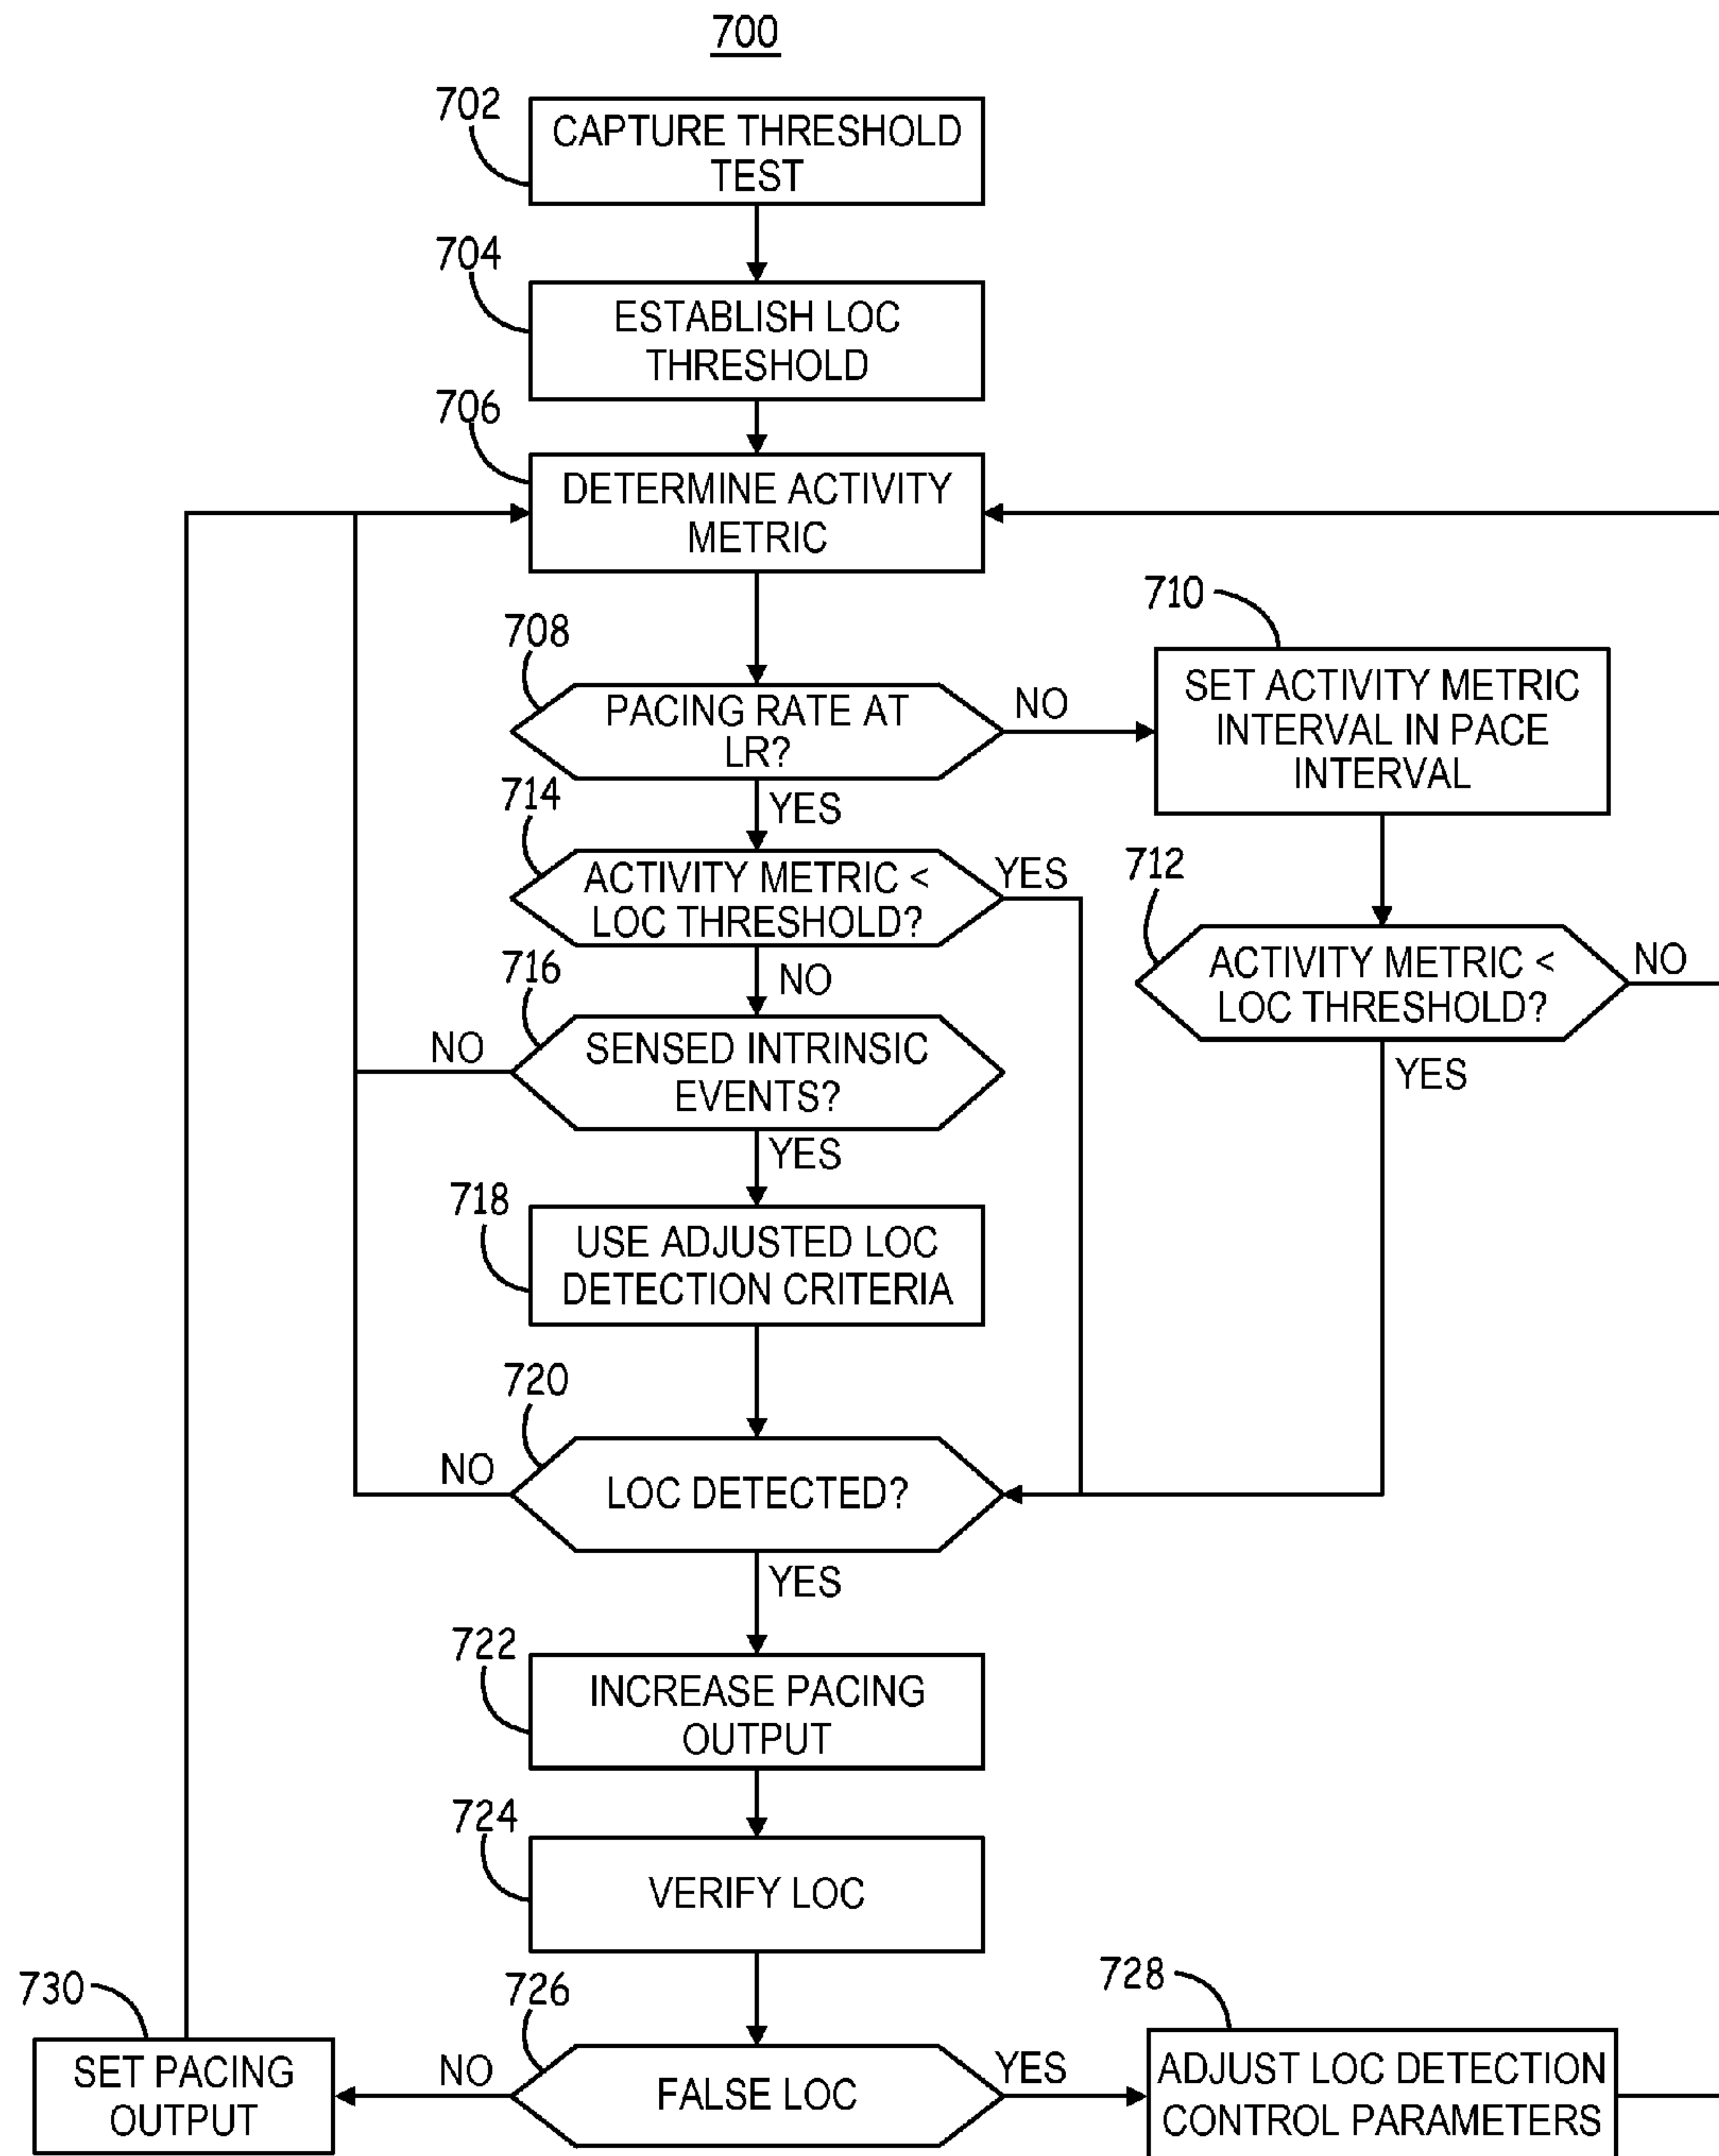 700
702
CAPTURE THRESHOLD
TEST
704
ESTABLISH LOC
THRESHOLD
706
DETERMINE ACTIVITY
METRIC
708
PACING RATE AT
LR?
NO
YES
710
SET ACTIVITY METRIC
INTERVAL IN PACE
INTERVAL
714
ACTIVITY METRIC <
LOC THRESHOLD?
YES
NO
712
ACTIVITY METRIC <
LOC THRESHOLD?
NO
YES
716
SENSED INTRINSIC
EVENTS?
NO
YES
718
USE ADJUSTED LOC
DETECTION CRITERIA
720
LOC DETECTED?
NO
YES
722
INCREASE PACING
OUTPUT
724
VERIFY LOC
726
FALSE LOC
NO
YES
730
SET PACING
OUTPUT
728
ADJUST LOC DETECTION
CONTROL PARAMETERS